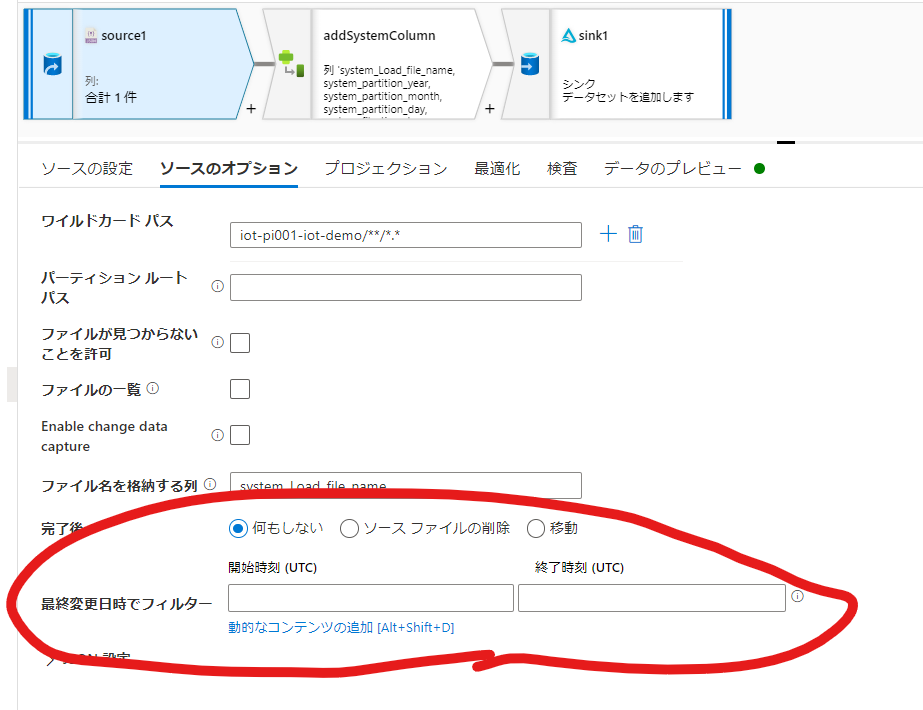 source1
列:
合計 1 件
+
addSystemColumn
列 'system_Load_file_name,
system_partition_year,
system_partition_month,
system_partition_day,
+
sink1
シンク
データセットを追加します
ソースの設定
ソースのオプション
プロジェクション
最適化
検査
データのプレビュー
ワイルドカード パス
iot-pi001-iot-demo/**/*.*
パーティション ルート
パス
ファイルが見つからない
ことを許可
ファイルの一覧
Enable change data
capture
ファイル名を格納する列
system_Load_file_name
完了後
何もしない
ソース ファイルの削除
移動
開始時刻 (UTC)
終了時刻 (UTC)
最終変更日時でフィルター
動的なコンテンツの追加 [Alt+Shift+D]
JSON 設定